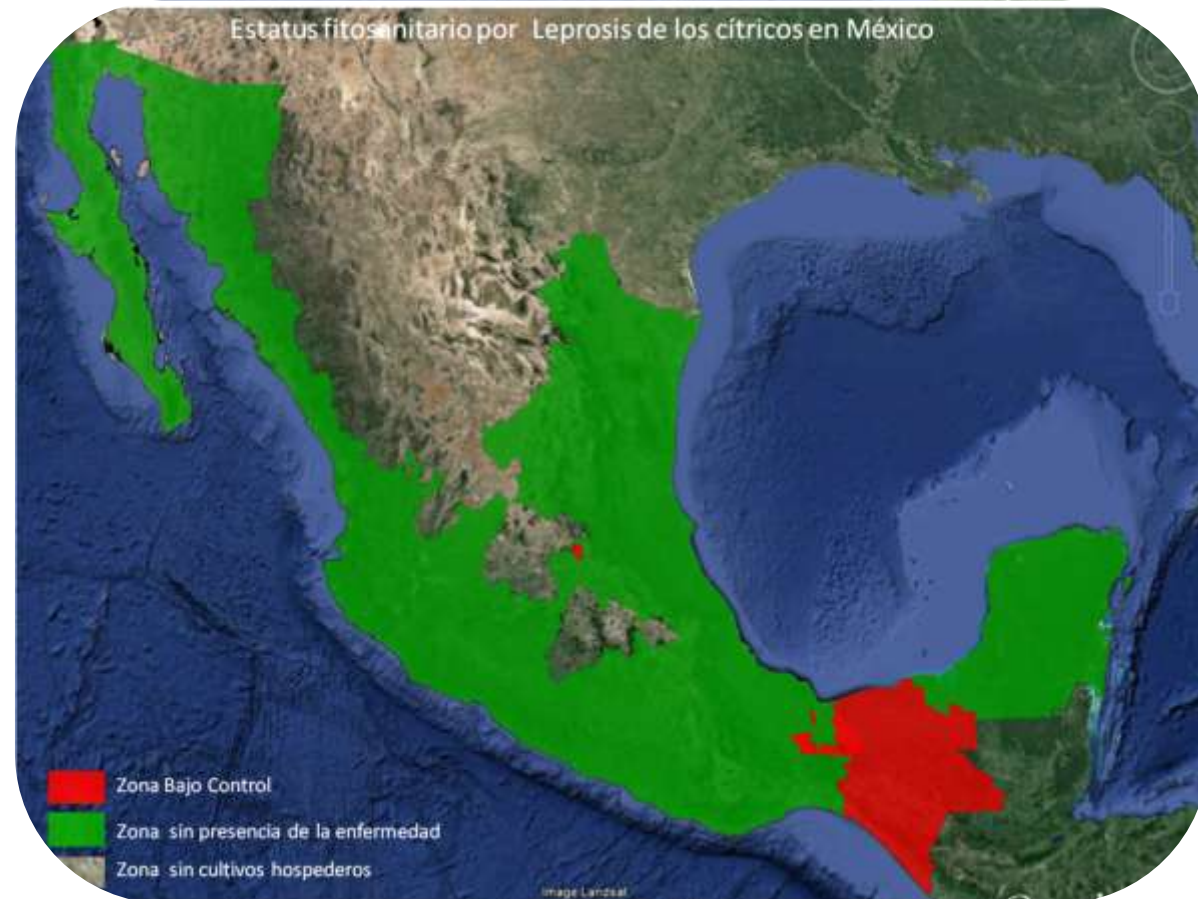 Estatus fitosanitario por Leprosis de los cítricos en México
Zona Bajo Control
Zona sin presencia de la enfermedad
Zona sin cultivos hospederos
Image Landsat